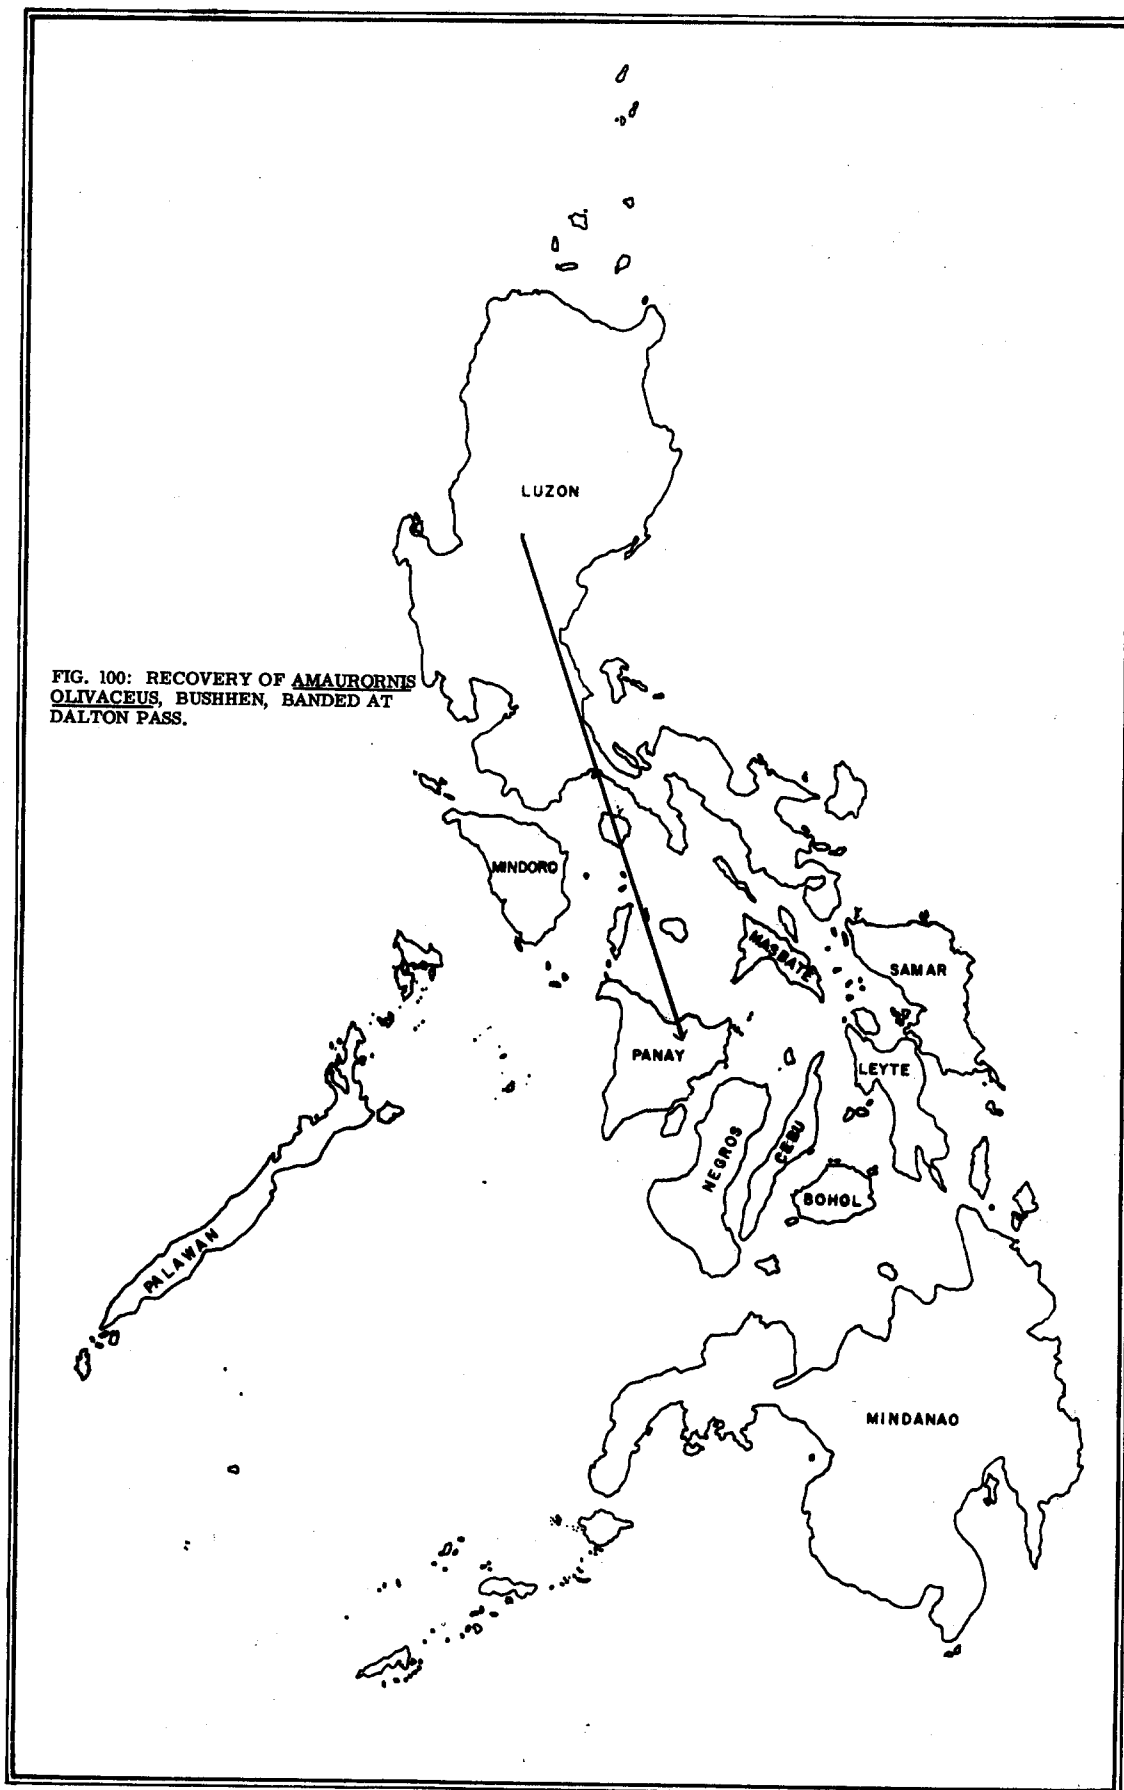 LUZON
FIG. 100: RECOVERY OF AMAURORNIS
OLIVACEUS, BUSHHEN, BANDED AT
DALTON PASS.
MINDORO
MASBATE
SAMAR
PANAY
LEYTE
NEGROS
CEBU
BOHOL
PALAWAN
MINDANAO